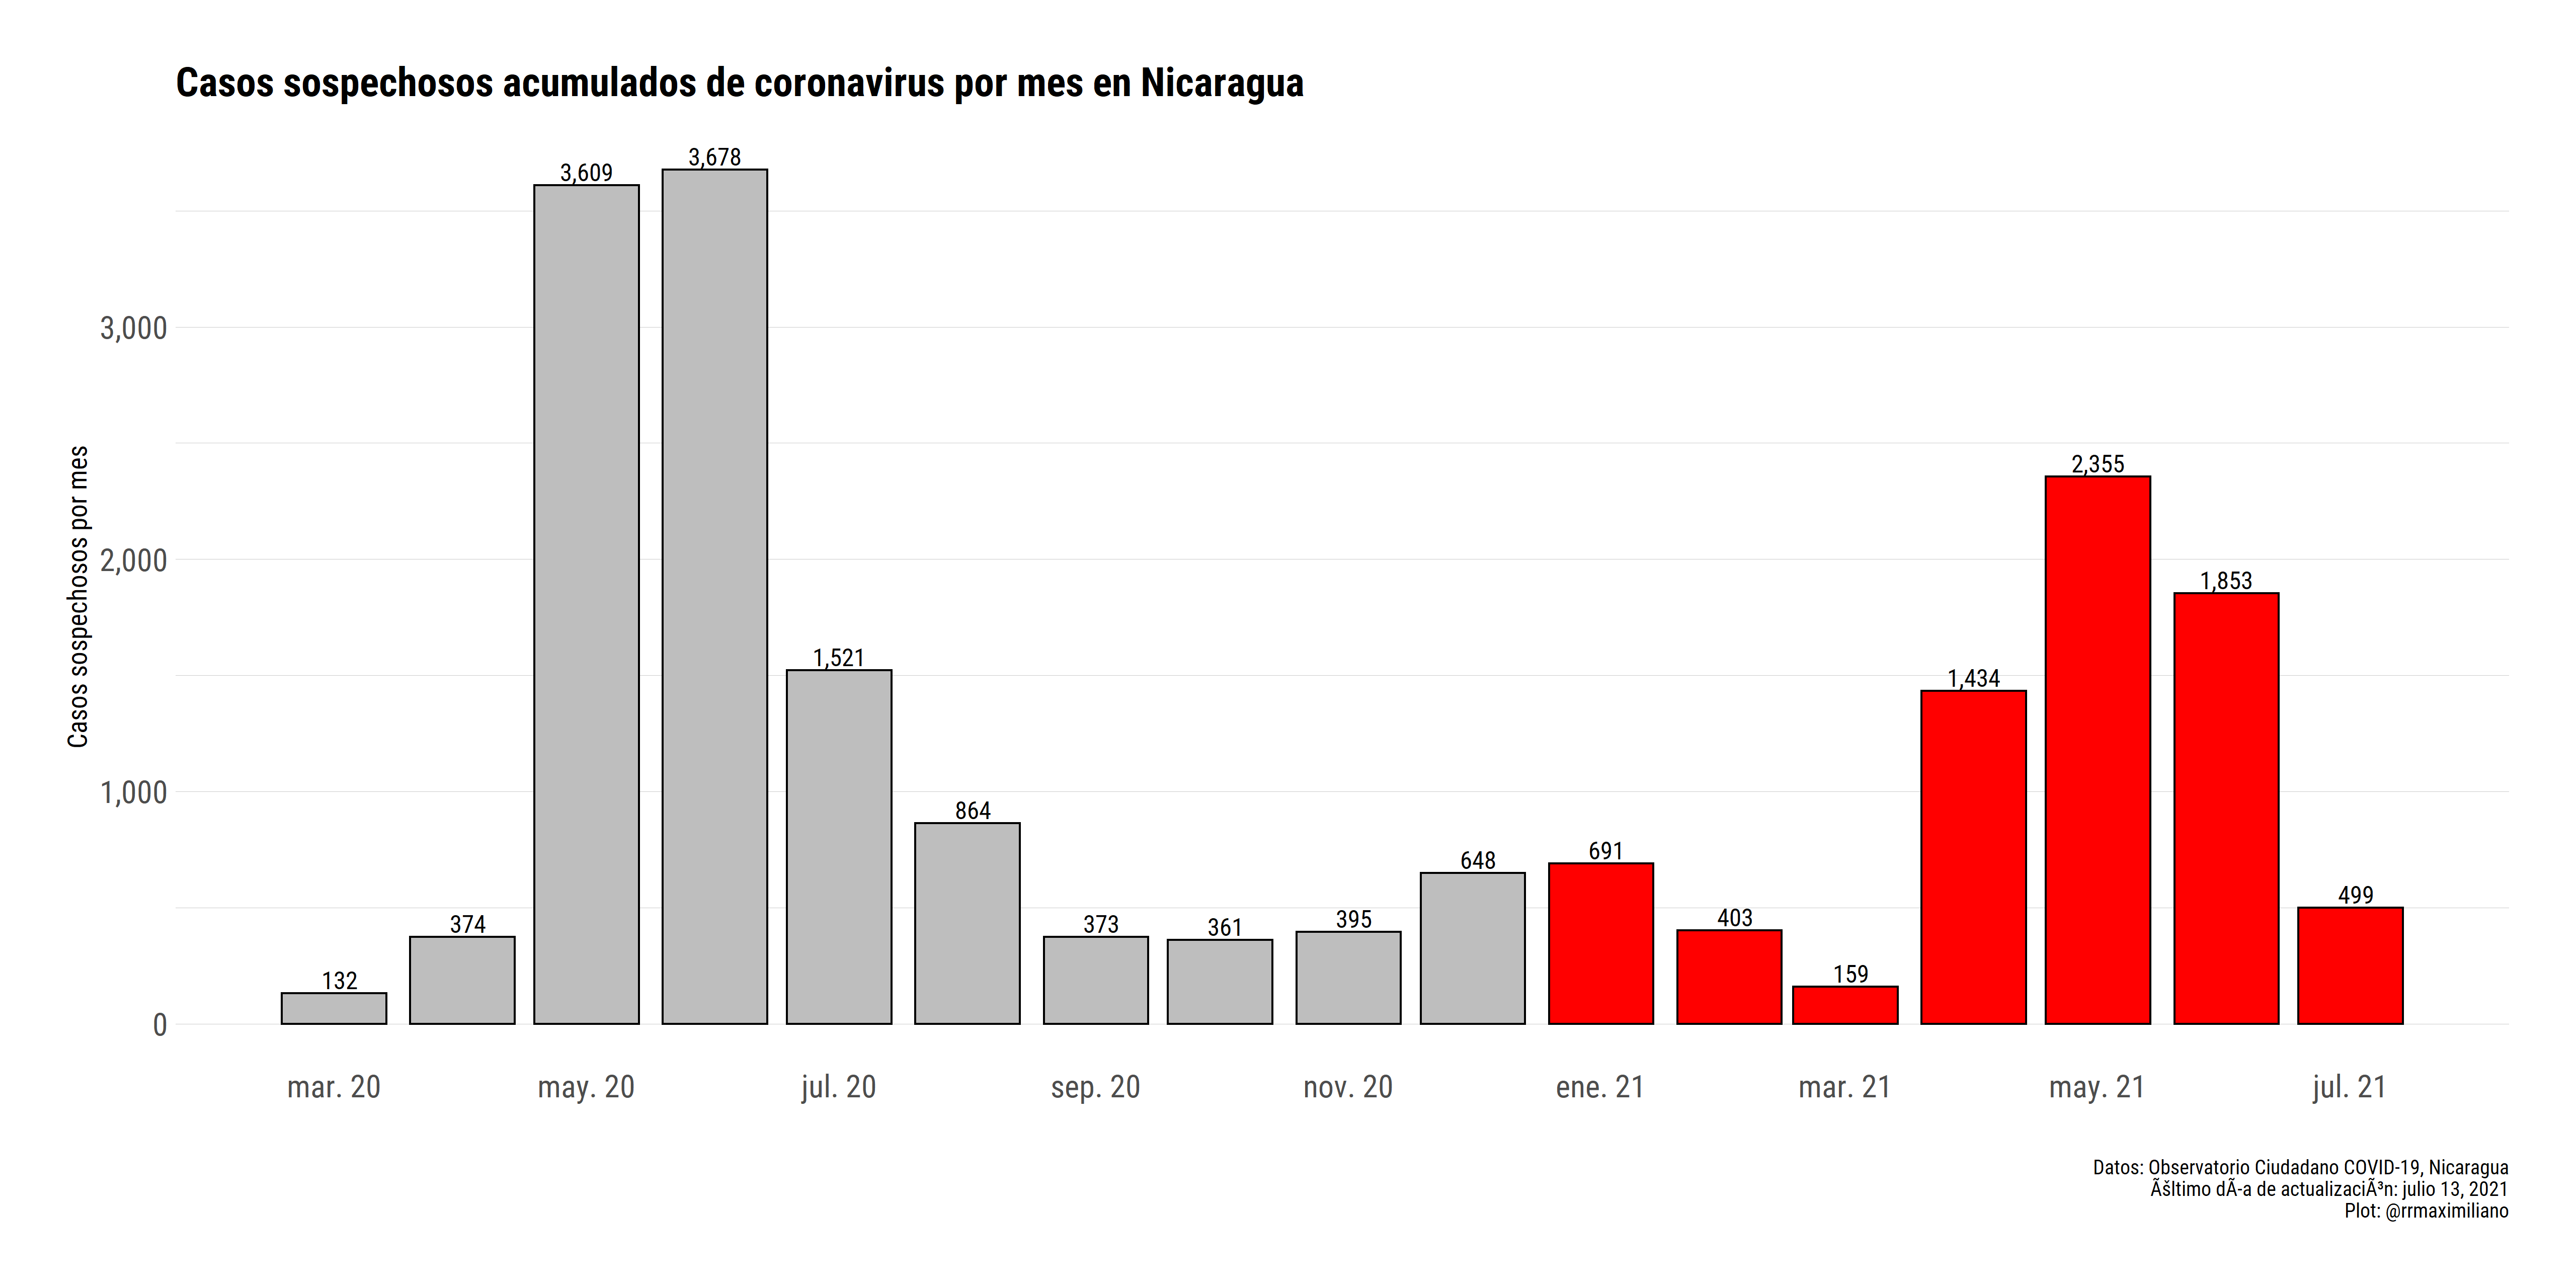 Casos sospechosos acumulados de coronavirus por mes en Nicaragua
Casos sospechosos por mes
3,000
2,000
1,000
0
132
374
3,609
3,678
1,521
864
373
361
395
648
691
403
159
1,434
2,355
1,853
499
mar. 20
may. 20
jul. 20
sep. 20
nov. 20
ene. 21
mar. 21
may. 21
jul. 21
Datos: Observatorio Ciudadano COVID-19, Nicaragua
Ãšltimo dÃ-a de actualizaciÃ³n: julio 13, 2021
Plot: @rrmaximiliano